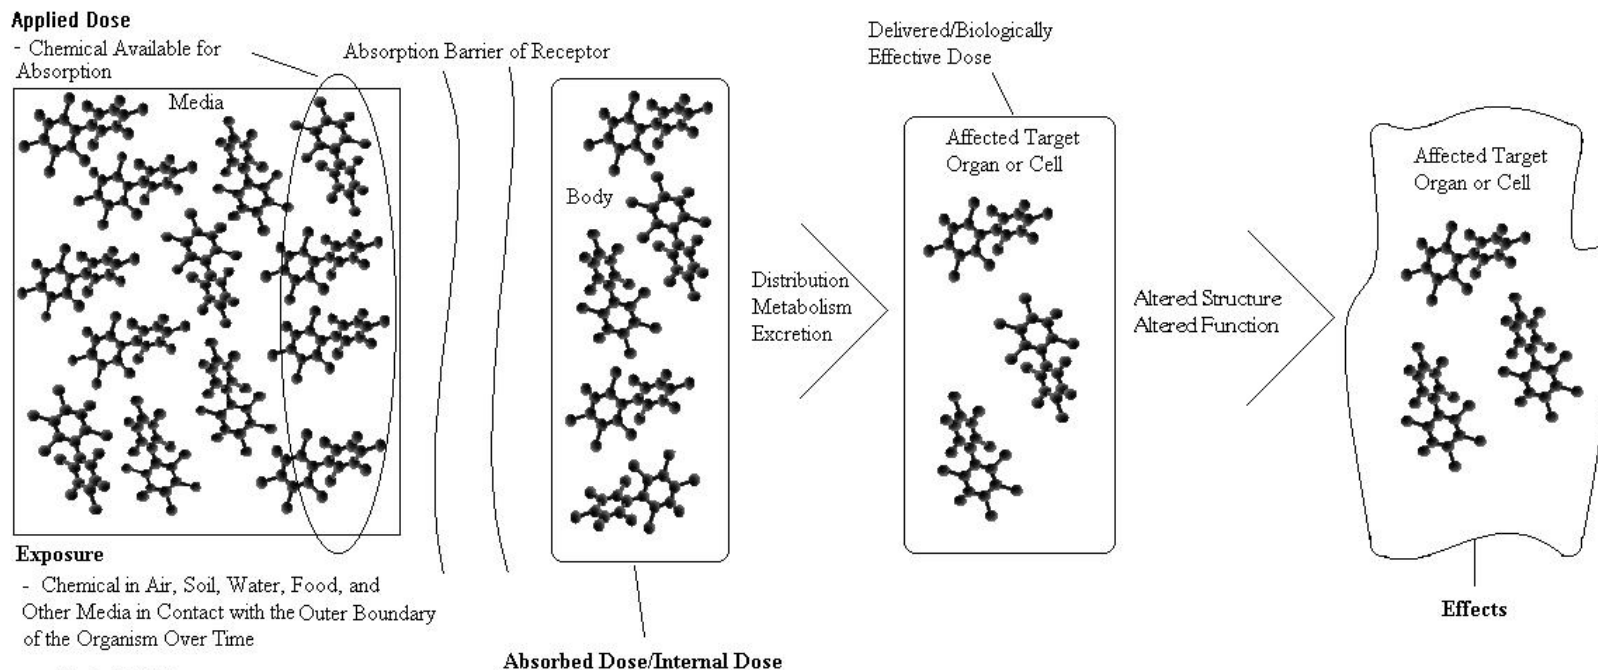 Applied Dose
- Chemical Available for
Absorption
Media
Absorption Barrier of Receptor
Body
Delivered/Biologically
Effective Dose
Affected Target
Organ or Cell
Distribution
Metabolism
Excretion
Altered Structure
Altered Function
Affected Target
Organ or Cell
Exposure
- Chemical in Air, Soil, Water, Food, and
Other Media in Contact with the Outer Boundary
of the Organism Over Time
Absorbed Dose/Internal Dose
Effects